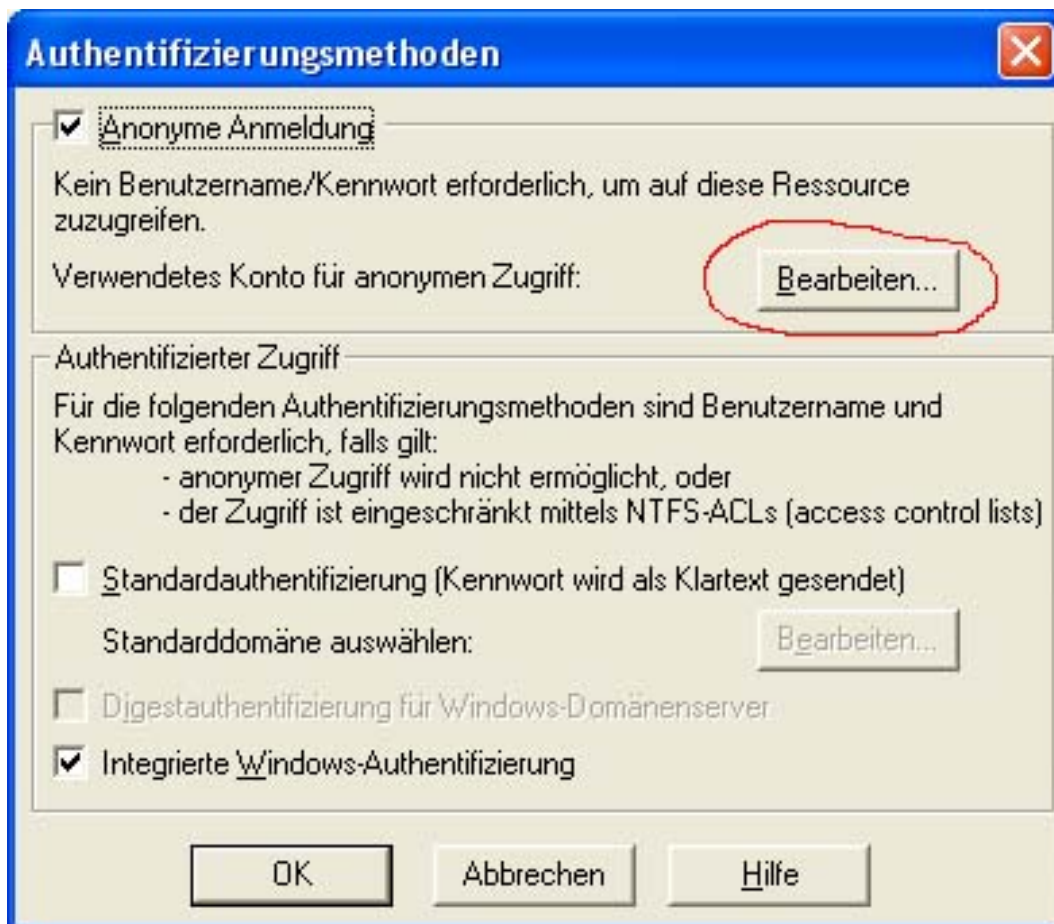 Authentifizierungsmethoden
Anonyme Anmeldung
Kein Benutzername/Kennwort erforderlich, um auf diese Ressource
zuzugreifen.
Verwendetes Konto für anonymen Zugriff:
Bearbeiten...
Authentifizierter Zugriff
Für die folgenden Authentifizierungsmethoden sind Benutzername und
Kennwort erforderlich, falls gilt:
- anonymer Zugriff wird nicht ermöglicht, oder
- der Zugriff ist eingeschränkt mittels NTFS-ACLs (access control lists)
Standardauthentifizierung (Kennwort wird als Klartext gesendet)
Standarddomäne auswählen:
Bearbeiten...
Digestauthentifizierung für Windows-Domänenserver
Integrierte Windows-Authentifizierung
OK
Abbrechen
Hilfe